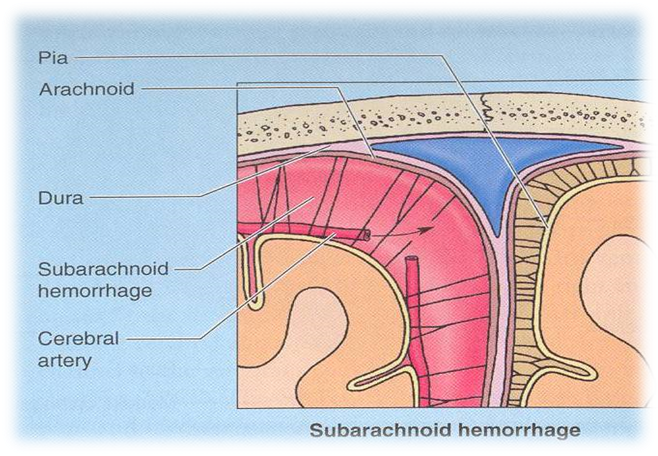 Pia
Arachnoid
Dura
Subarachnoid
hemorrhage
Cerebral
artery
Subarachnoid hemorrhage